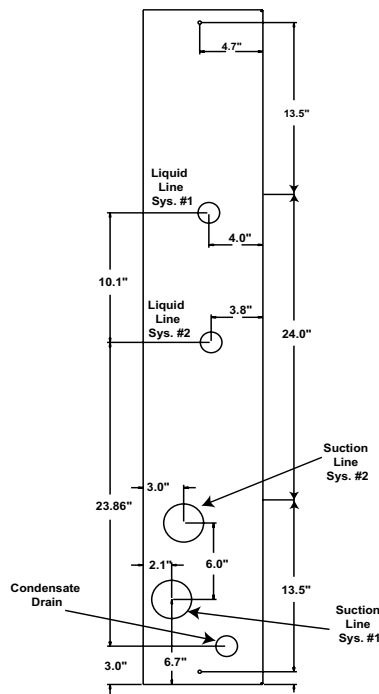 4.7"
13.5"
Liquid
Line
Sys. #1
4.0"
10.1"
Liquid
Line
Sys. #2
3.8"
24.0"
Suction
Line
Sys. #2
3.0"
23.86"
2.1"
6.0"
13.5"
Condensate
Drain
Suction
Line
Sys. #1
3.0"
6.7"